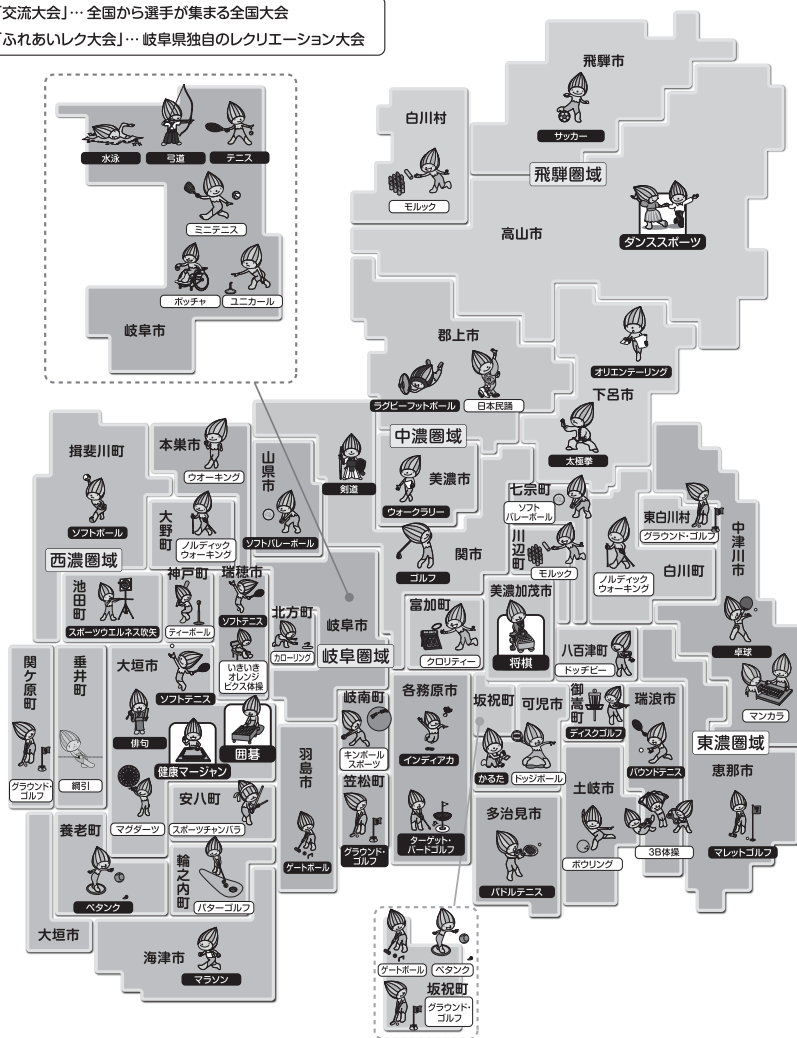 「交流大会」… 全国から選手が集まる全国大会
「ふれあいレク大会」… 岐阜県独自のレクリエーション大会
水泳
弓道
テニス
ミニテニス
ボッチャ
ユニカール
岐阜市
飛騨市
サッカー
白川村
モルック
飛騨圏域
高山市
ダンススポーツ
郡上市
ラグビーフットボール
日本民踊
オリエンテーリング
下呂市
太極拳
中濃圏域
揖斐川町
ソフトボール
本巣市
ウオーキング
山県市
ソフトバレーボール
剣道
美濃市
ウォークラリー
七宗町
ソフト
バレーボール
東白川村
グラウンド・ゴルフ
中津川市
大野町
ノルディック
ウォーキング
関市
ゴルフ
川辺町
モルック
ノルディック
ウォーキング
白川町
西濃圏域
池田町
スポーツウエルネス吹矢
神戸町
ティーボール
瑞穂市
ソフトテニス
いきいき
オレンジ
ピクス体操
北方町
カローリング
岐阜市
岐阜圏域
富加町
クロリティー
美濃加茂市
将棋
八百津町
ドッヂビー
卓球
マンカラ
関ケ原町
グラウンド・
ゴルフ
垂井町
綱引
大垣市
ソフトテニス
俳句
健康マージャン
囲碁
マグダーツ
羽島市
ゲートボール
岐南町
キンボール
スポーツ
笠松町
グラウンド・
ゴルフ
各務原市
インディアカ
ターゲット・
バードゴルフ
坂祝町
かるた
可児市
ドッジボール
御嵩町
ディスクゴルフ
瑞浪市
バウンドテニス
東濃圏域
恵那市
マレットゴルフ
土岐市
ボウリング
3B体操
多治見市
パドルテニス
安八町
スポーツチャンバラ
養老町
ペタンク
輪之内町
パターゴルフ
大垣市
海津市
マラソン
ゲートボール
ペタンク
坂祝町
グラウンド・
ゴルフ